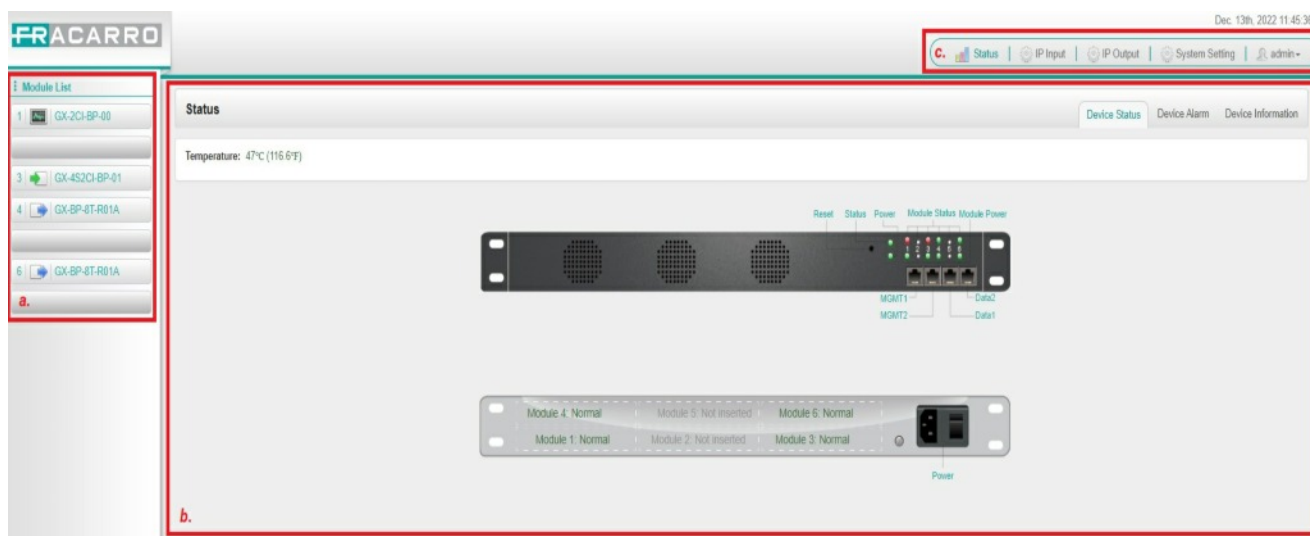 Dec. 13th, 2022 11:45:36
FRACARRO
c. Status IP Input IP Output System Setting admin
Module List
1 GX-2CI-BP-00
3 GX-4S2CI-BP-01
4 GX-BP-8T-R01A
6 GX-BP-8T-R01A
a.
Status
Device Status Device Alarm Device Information
Temperature: 47°C (116.6°F)
Reset Status Power Module Status Module Power
1 2 3 4 5 6
MGMT1 Data2
MGMT2 Data1
Module 4: Normal Module 5: Not inserted Module 6: Normal
Module 1: Normal Module 2: Not inserted Module 3: Normal
Power
b.